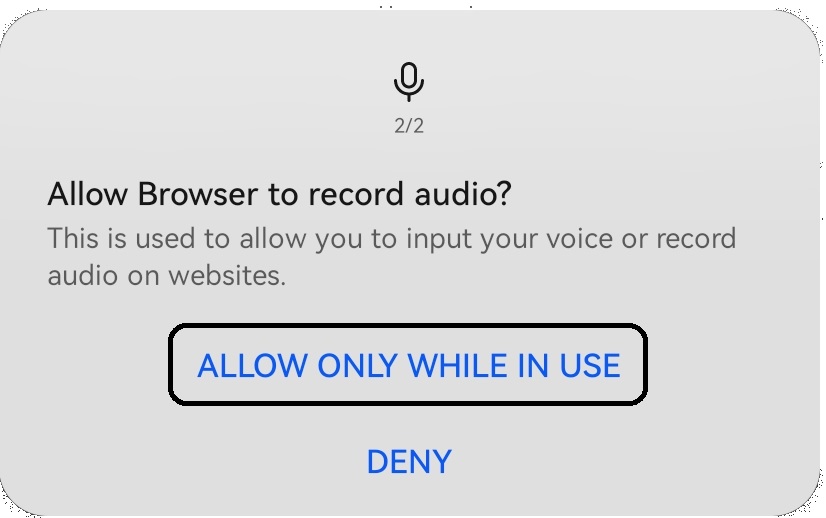 2/2
Allow Browser to record audio?
This is used to allow you to input your voice or record
audio on websites.
ALLOW ONLY WHILE IN USE
DENY